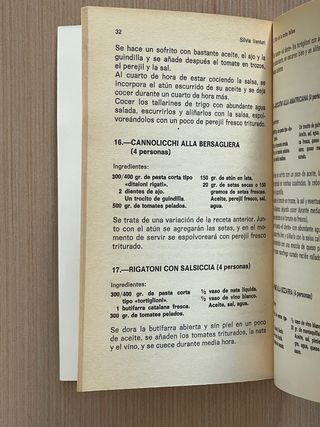 32
Silvia Venturi
Se hace un sofrito con bastante aceite, el ajo y la
guindilla y se añade después el tomate en trozos,
el perejil y la sal.
Al cuarto de hora de estar cociendo la salsa, se
incorpora el atún escurrido de su aceite y se deja
cocer durante un cuarto de hora más.
Cocer los tallarines de trigo con abundante agua
salada, escurrirlos y aliñarlos con la salsa, espol-
voreándolos con un poco de perejil fresco triturado.
16.—CANNOLICCHI ALLA BERSAGLIERA
(4 personas)
Ingredientes:
300/400 gr. de pasta corta tipo
«ditaloni rigati».
2 dientes de ajo.
Un trocito de guindilla.
500 gr. de tomates pelados.
150 gr. de atún en lata.
20 gr. de setas secas o 150
gramos de setas frescas.
Aceite, perejil fresco, sal,
agua.
Se trata de una variación de la receta anterior. Junto
con el atún se agregarán las setas, y en el mo-
mento de servir se espolvoreará con perejil fresco
triturado.
17.—RIGATONI CON SALSICCIA (4 personas)
Ingredientes:
300/400 gr. de pasta corta
tipo «tortiglioni».
1 butifarra catalana fresca.
300 gr. de tomates pelados.
½ vaso de nata líquida.
½ vaso de vino blanco.
Aceite, sal, agua.
Se dora la butifarra abierta y sin piel en un poco
de aceite, se añaden los tomates triturados, la nata
y el vino, y se cuece durante media hora.